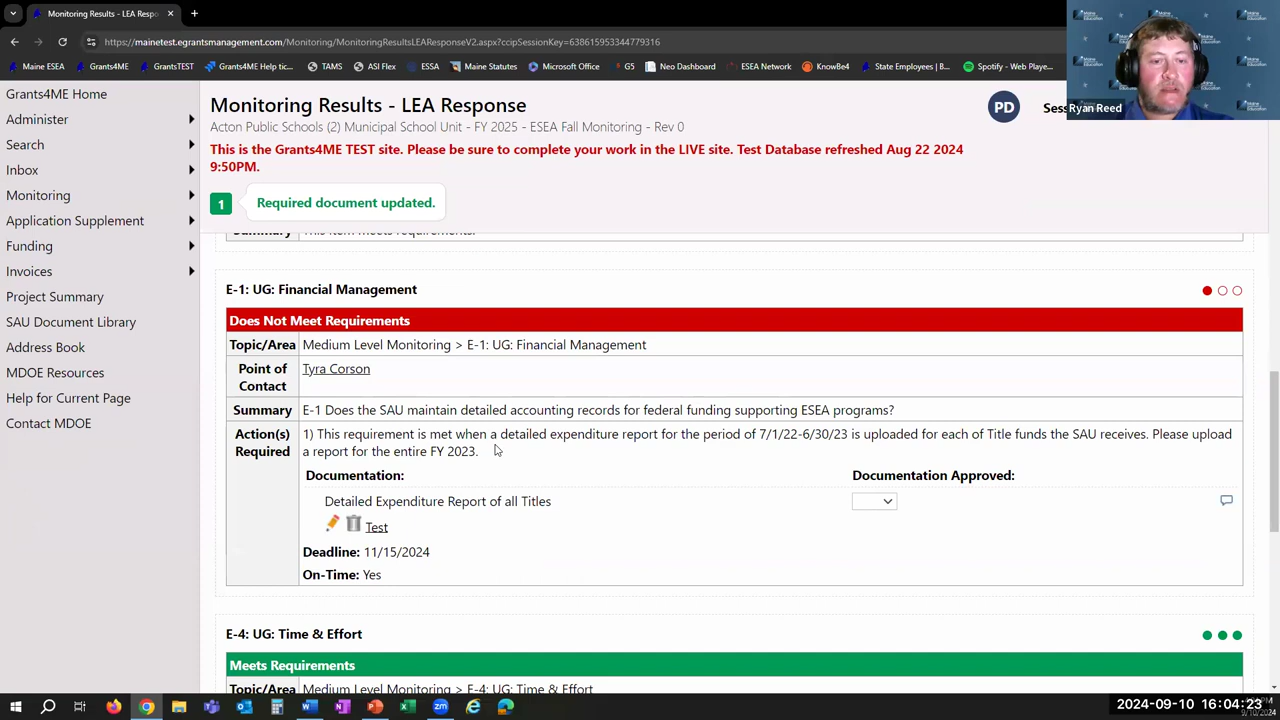 Monitoring Results - LEA Respo
https://mainetest.egrantsmanagement.com/Monitoring/MonitoringResultsLEAResponseV2.aspx?ccipSessionKey=638615953344779316
Maine ESEA
Grants4ME
GrantsTEST
Grants4ME Help tic...
TAMS
ASI Flex
ESSA
Maine Statutes
Microsoft Office
G5
Neo Dashboard
ESEA Network
KnowBe4
State Employees | B...
Spotify - Web Playe...
Ryan Reed
Grants4ME Home
Administer
Search
Inbox
Monitoring
Application Supplement
Funding
Invoices
Project Summary
SAU Document Library
Address Book
MDOE Resources
Help for Current Page
Contact MDOE
Monitoring Results - LEA Response
PD
Sess
Acton Public Schools (2) Municipal School Unit - FY 2025 - ESEA Fall Monitoring - Rev 0
This is the Grants4ME TEST site. Please be sure to complete your work in the LIVE site. Test Database refreshed Aug 22 2024
9:50PM.
1 Required document updated.
Summary This item meets requirements.
E-1: UG: Financial Management
Does Not Meet Requirements
Topic/Area Medium Level Monitoring > E-1: UG: Financial Management
Point of Contact Tyra Corson
Summary E-1 Does the SAU maintain detailed accounting records for federal funding supporting ESEA programs?
Action(s) Required 1) This requirement is met when a detailed expenditure report for the period of 7/1/22-6/30/23 is uploaded for each of Title funds the SAU receives. Please upload
a report for the entire FY 2023.
Documentation: Documentation Approved:
Detailed Expenditure Report of all Titles
Test
Deadline: 11/15/2024
On-Time: Yes
E-4: UG: Time & Effort
Meets Requirements
Topic/Area Medium Level Monitoring > E-4: UG: Time & Effort
2024-09-10 16:04:23